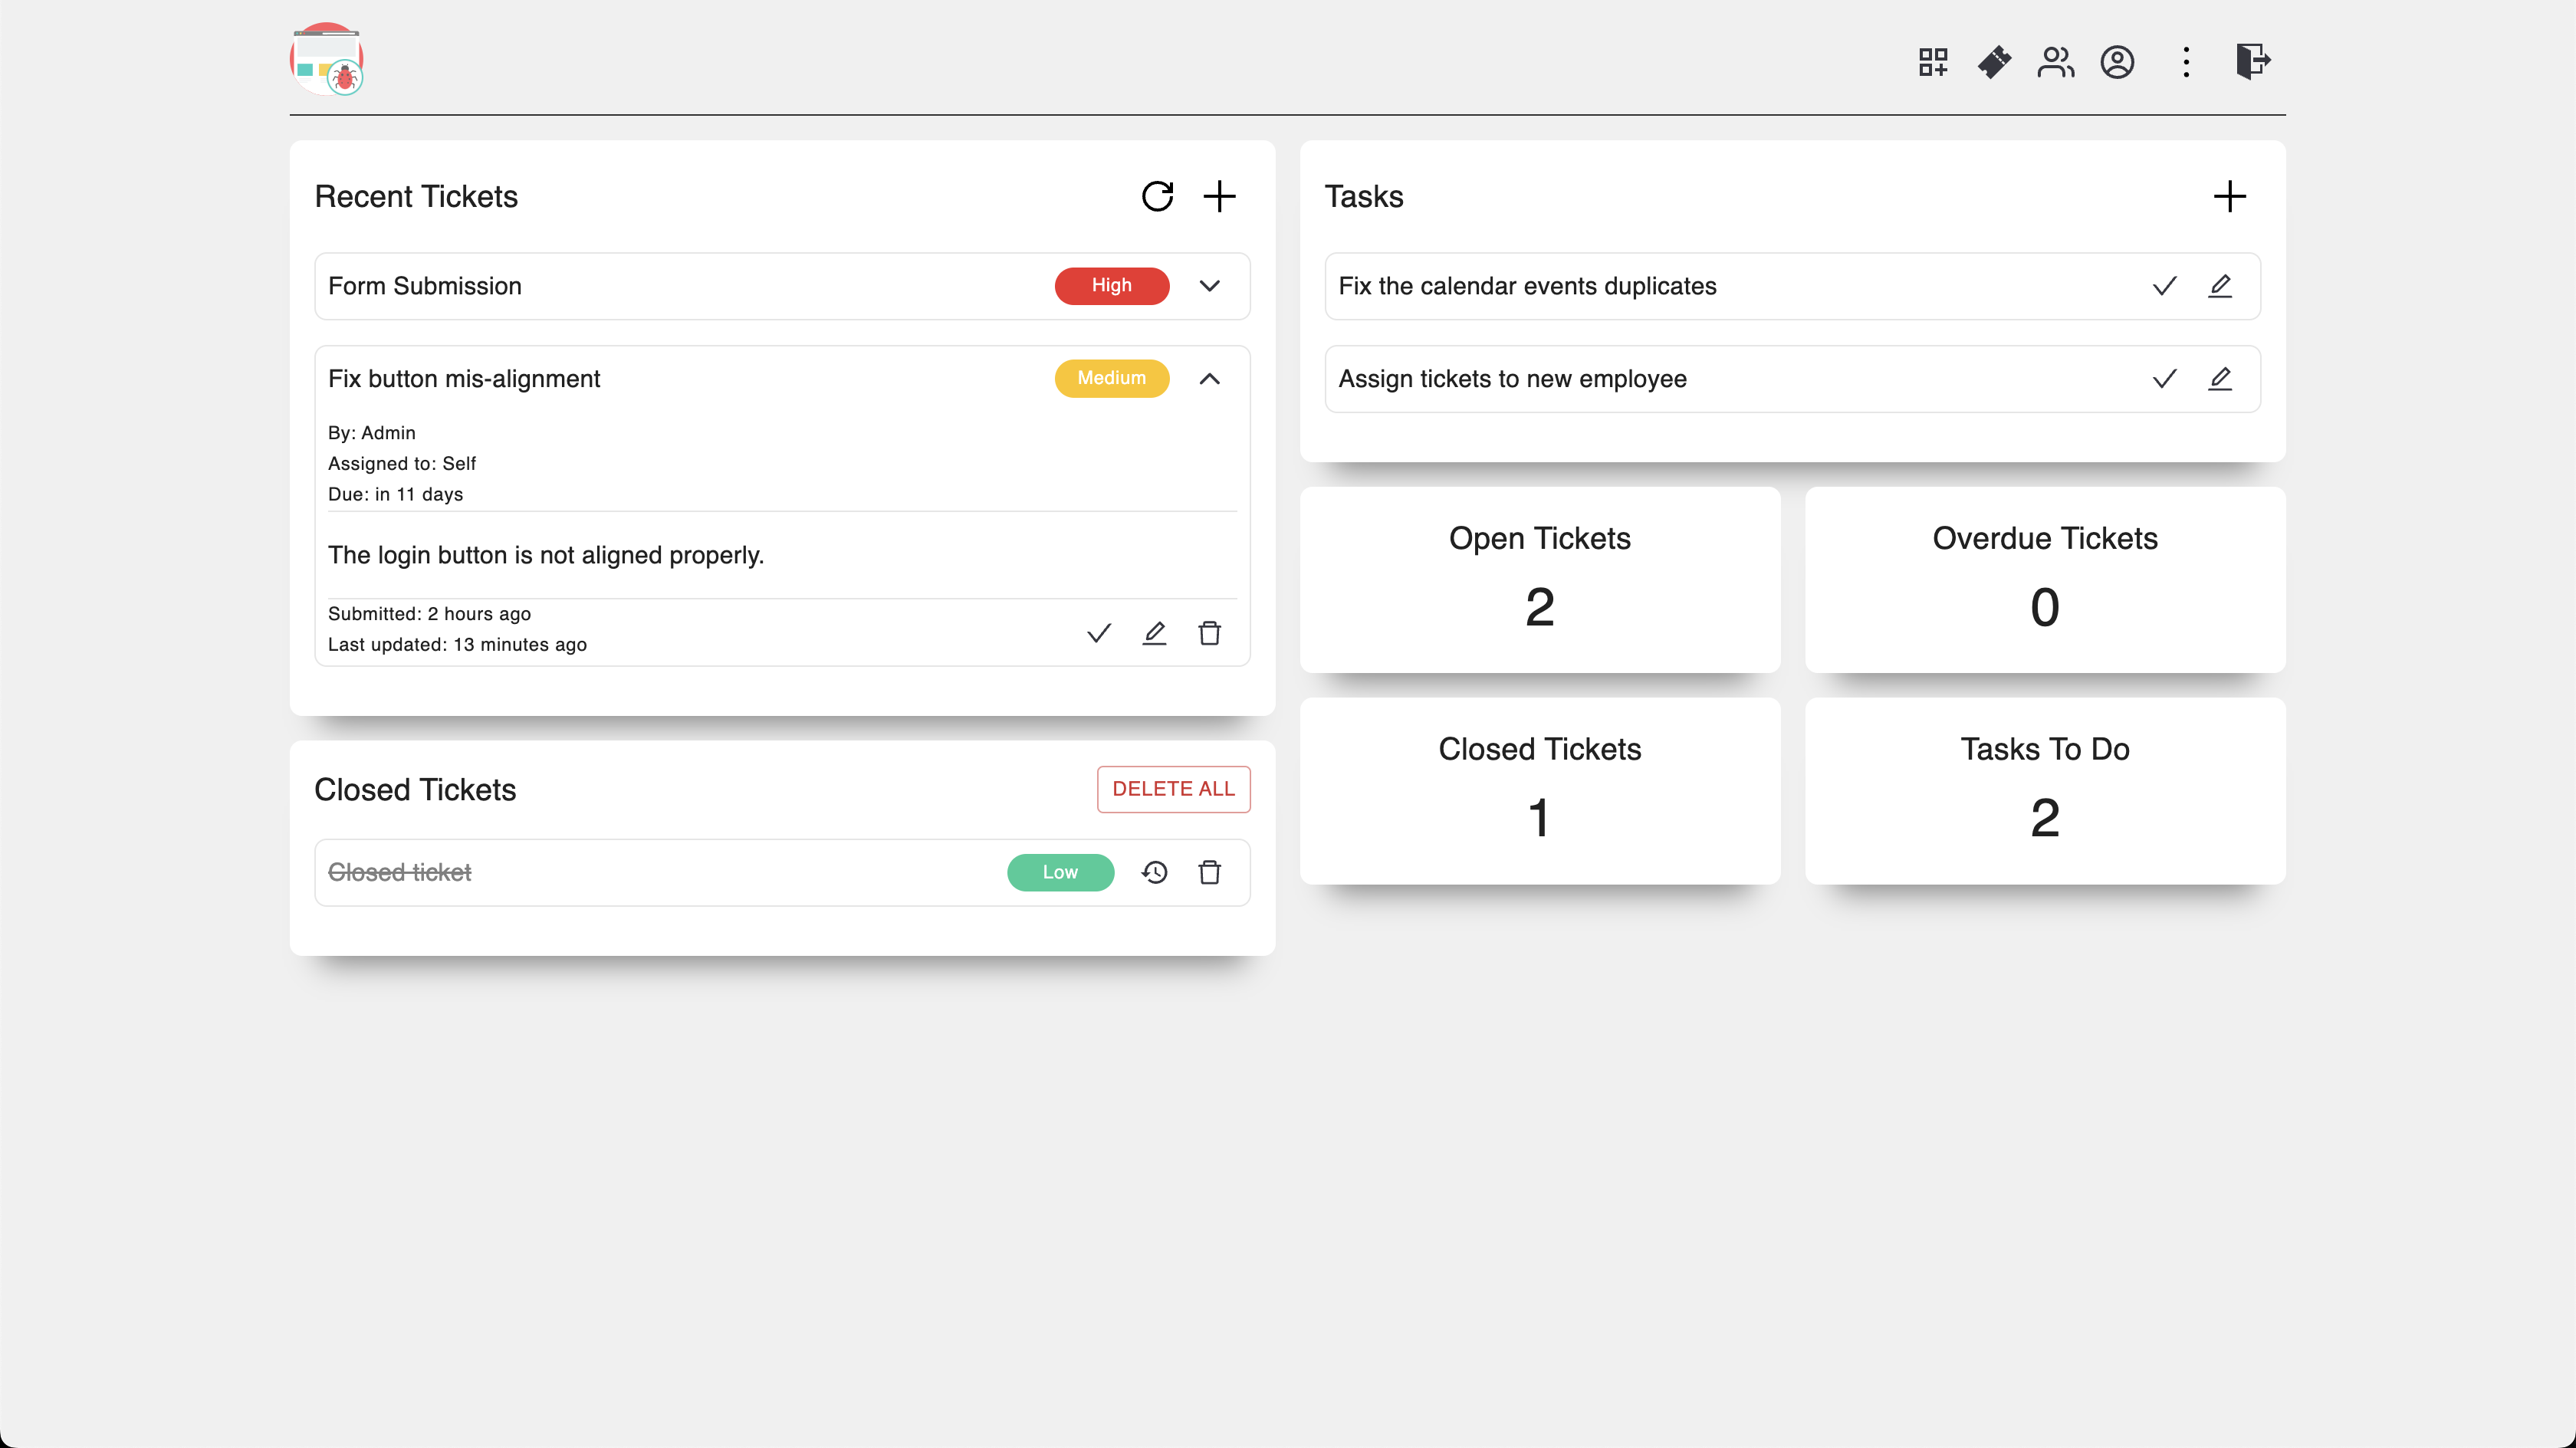 Recent Tickets
Form Submission
High
Fix button mis-alignment
Medium
By: Admin
Assigned to: Self
Due: in 11 days
The login button is not aligned properly.
Submitted: 2 hours ago
Last updated: 13 minutes ago
Closed Tickets
DELETE ALL
Closed ticket
Low
Tasks
Fix the calendar events duplicates
Assign tickets to new employee
Open Tickets
2
Overdue Tickets
0
Closed Tickets
1
Tasks To Do
2